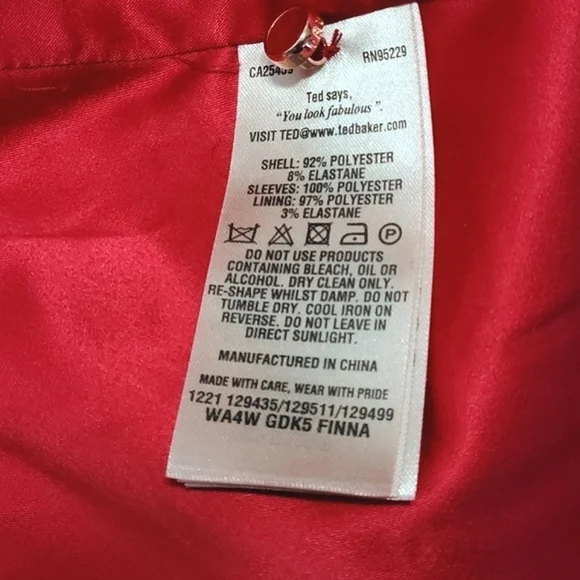 RN95229
Ted says,
"You look fabulous".
VISIT TED@www.tedbaker.com
SHELL: 92% POLYESTER
8% ELASTANE
SLEEVES: 100% POLYESTER
LINING: 97% POLYESTER
3% ELASTANE
P
DO NOT USE PRODUCTS
CONTAINING BLEACH, OIL OR
ALCOHOL. DRY CLEAN ONLY.
RE-SHAPE WHILST DAMP. DO NOT
TUMBLE DRY. COOL IRON ON
REVERSE. DO NOT LEAVE IN
DIRECT SUNLIGHT.
MANUFACTURED IN CHINA
MADE WITH CARE, WEAR WITH PRIDE
1221 129435/129511/129499
WA4W GDK5 FINNA